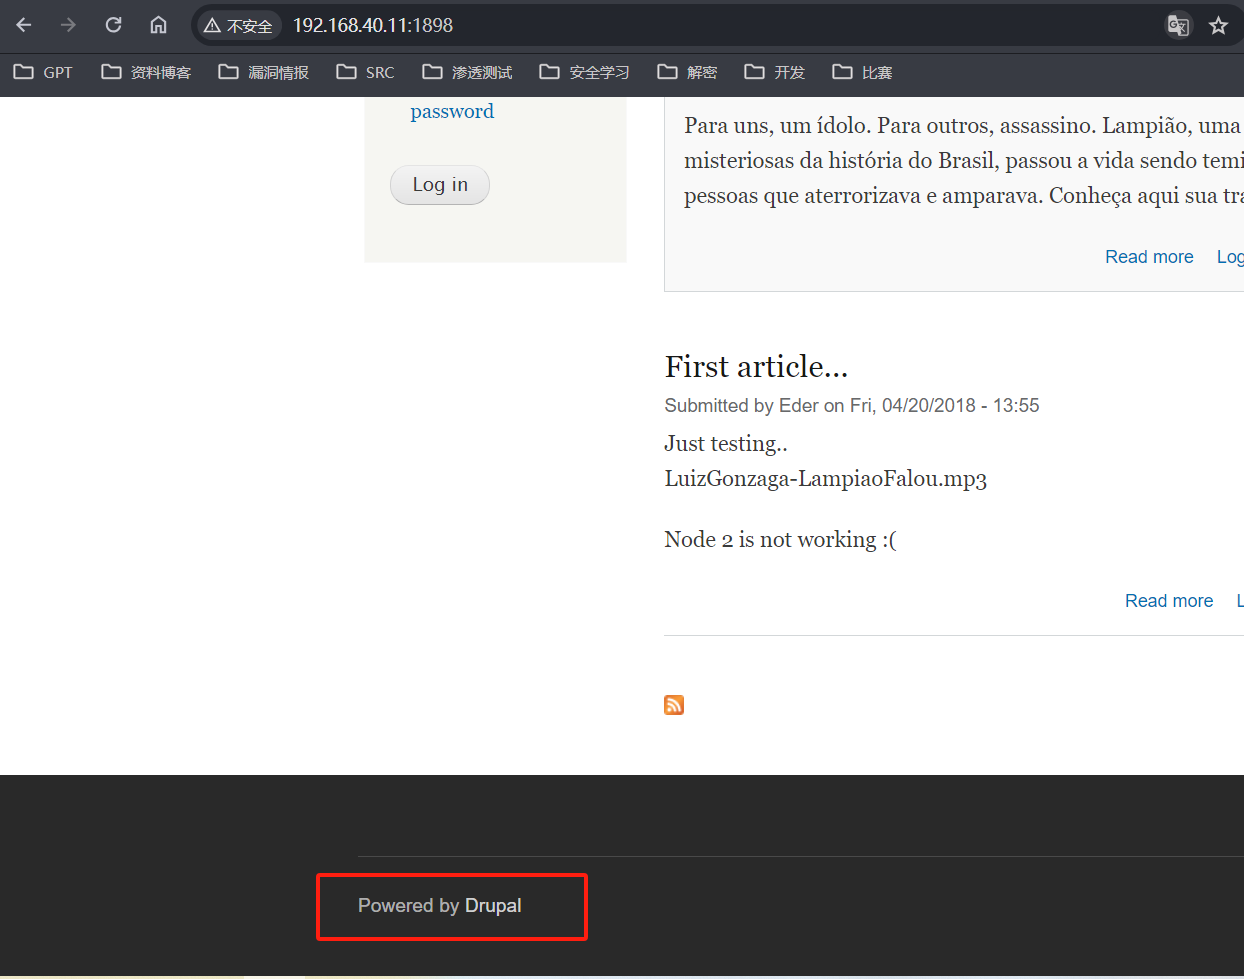 不安全 192.168.40.11:1898
GPT 资料博客 漏洞情报 SRC 渗透测试 安全学习 解密 开发 比赛
password
Log in
Para uns, um ídolo. Para outros, assassino. Lampião, uma
misteriosas da história do Brasil, passou a vida sendo temi
pessoas que aterrorizava e amparava. Conheça aqui sua tra
Read more Log
First article...
Submitted by Eder on Fri, 04/20/2018 - 13:55
Just testing..
LuizGonzaga-LampiaoFalou.mp3
Node 2 is not working :(
Read more L
Powered by Drupal